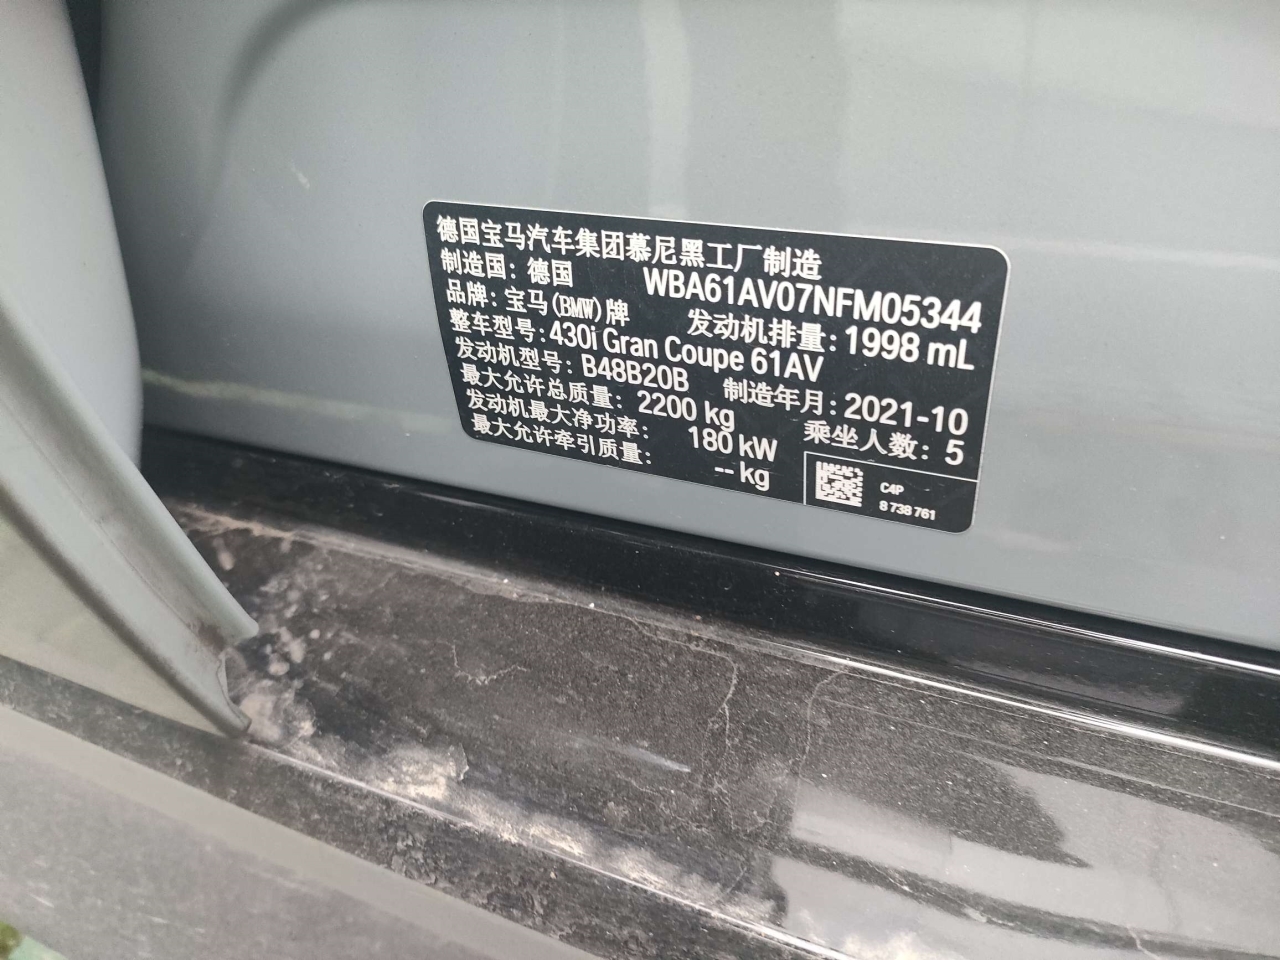 德国宝马汽车集团慕尼黑工厂制造
制造国：德国 WBA61AV07NFM05344
品牌：宝马(BMW)牌 发动机排量：1998 mL
整车型号：430i Gran Coupe 61AV
发动机型号：B48B20B 制造年月：2021-10
最大允许总质量：2200 kg 乘坐人数：5
发动机最大净功率：180 kW
最大允许牵引质量：-- kg
C4P
8 738 761